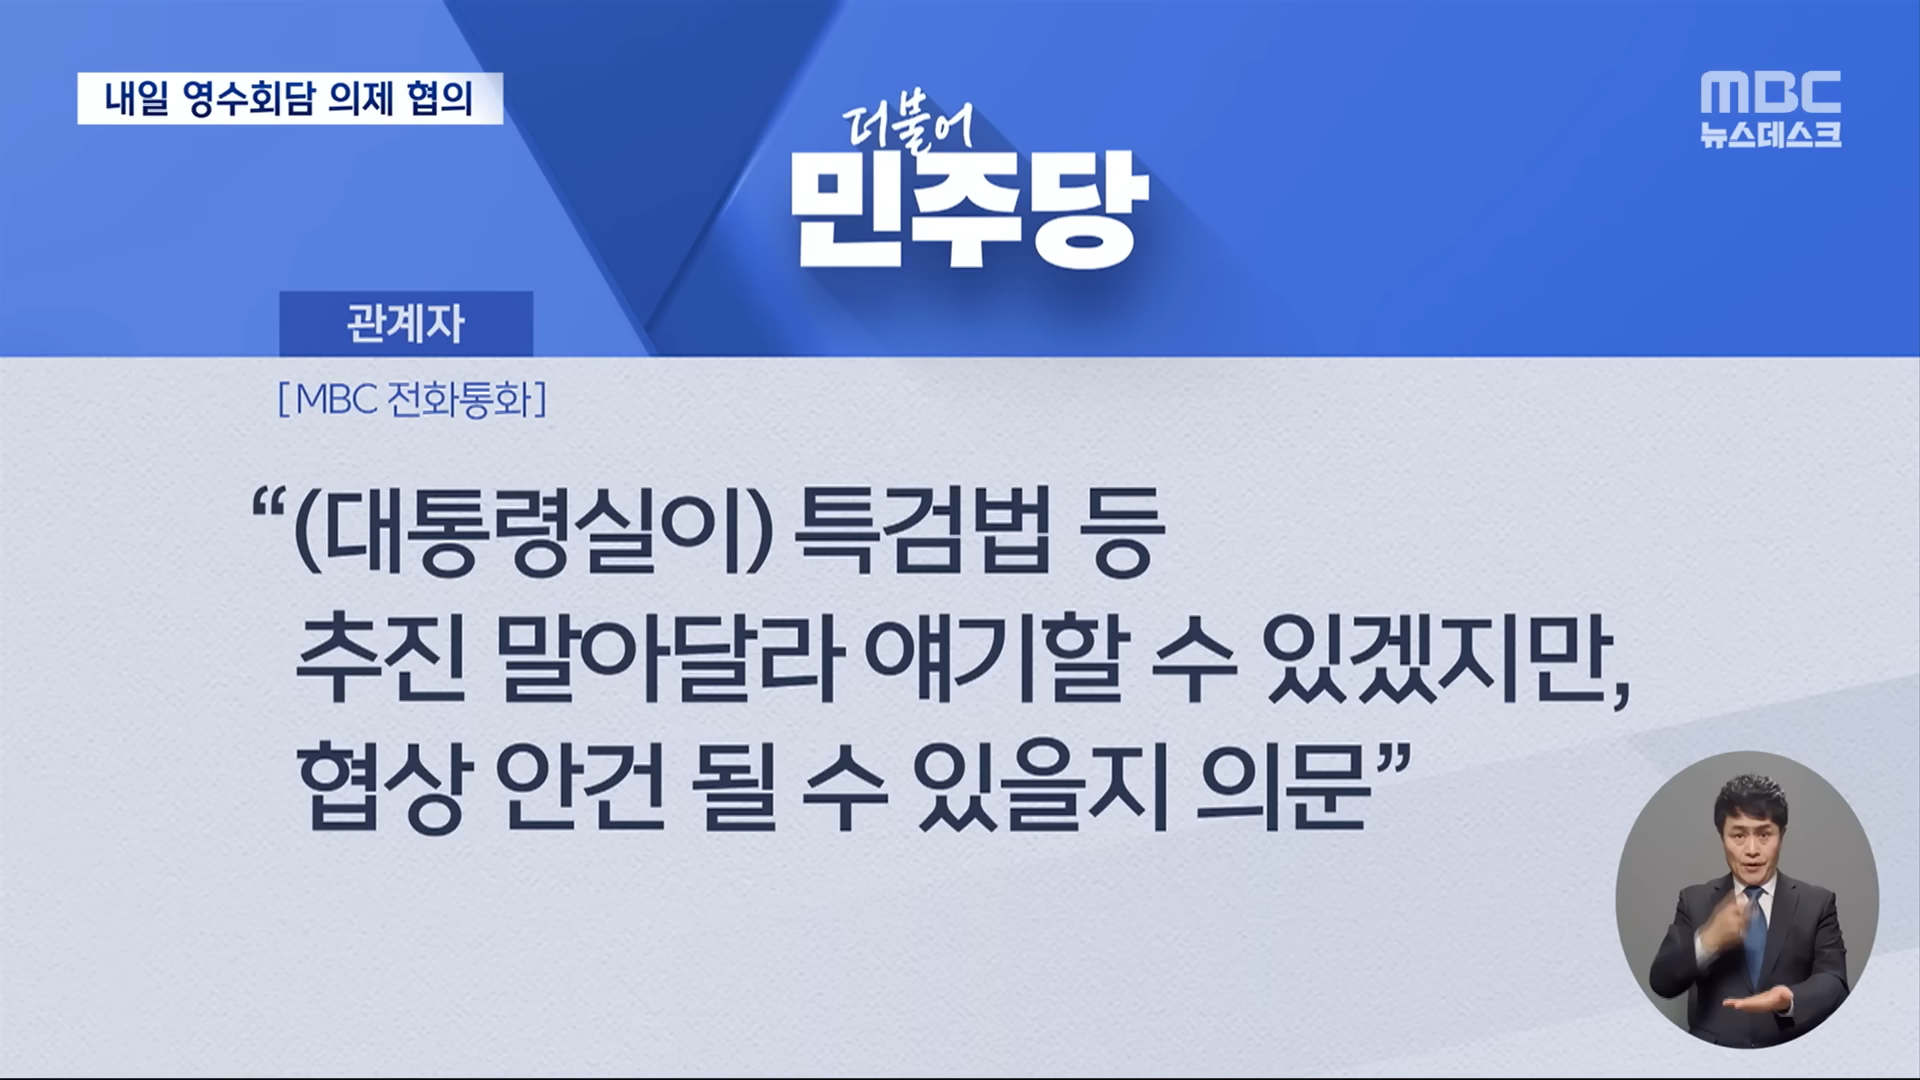 내일 영수회담 의제 협의
MBC
뉴스데스크
더불어
민주당
관계자
[MBC 전화통화]
“(대통령실이) 특검법 등
추진 말아달라 얘기할 수 있겠지만,
협상 안건 될 수 있을지 의문”